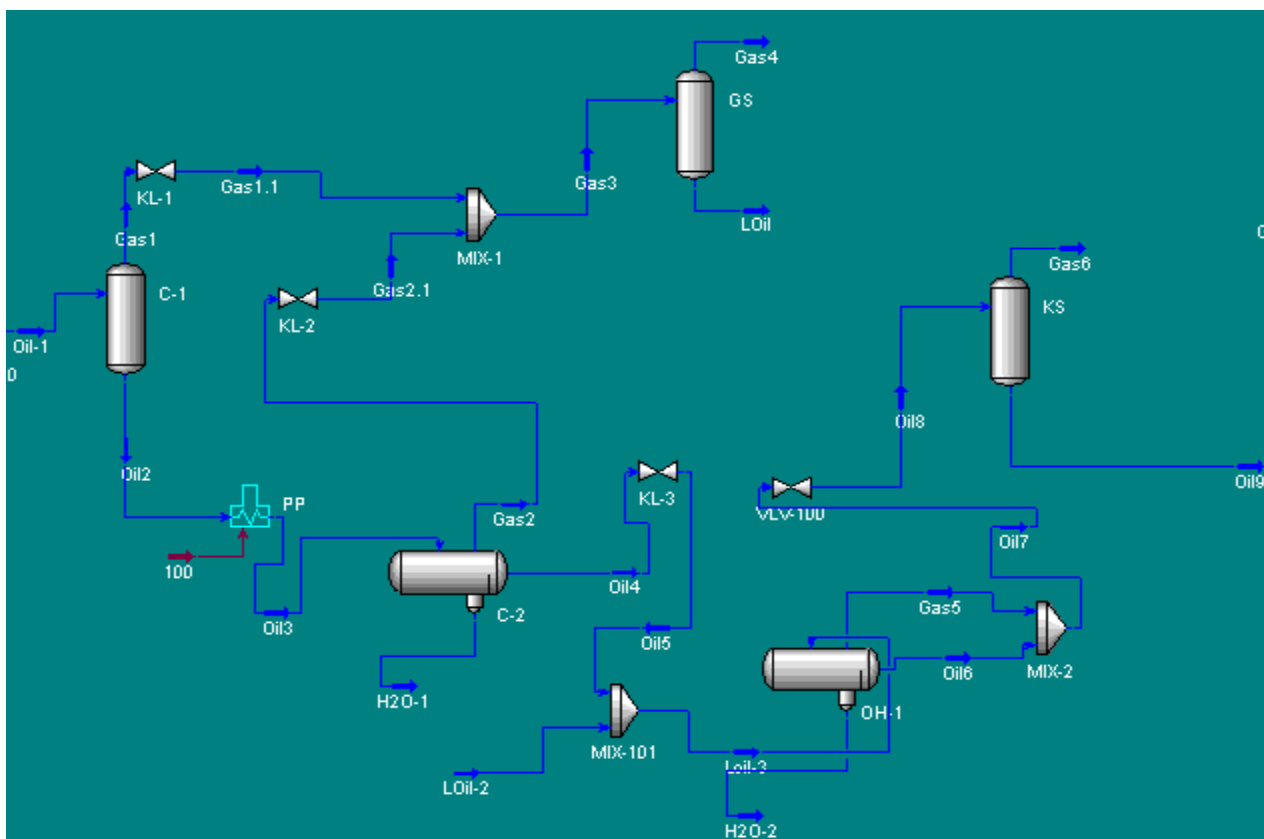 Gas4
GS
KL-1
Gas1.1
Gas3
Gas1
LOil
MIX-1
C-1
Gas2.1
Gas6
KS
KL-2
Oil-1
0
Oil8
Oil2
KL-3
Oil9
PP
Gas2
VLV-100
Oil7
100
Oil4
Gas5
C-2
Oil3
Oil5
Oil6
MIX-2
H2O-1
OH-1
MIX-101
Loil-3
LOil-2
H2O-2